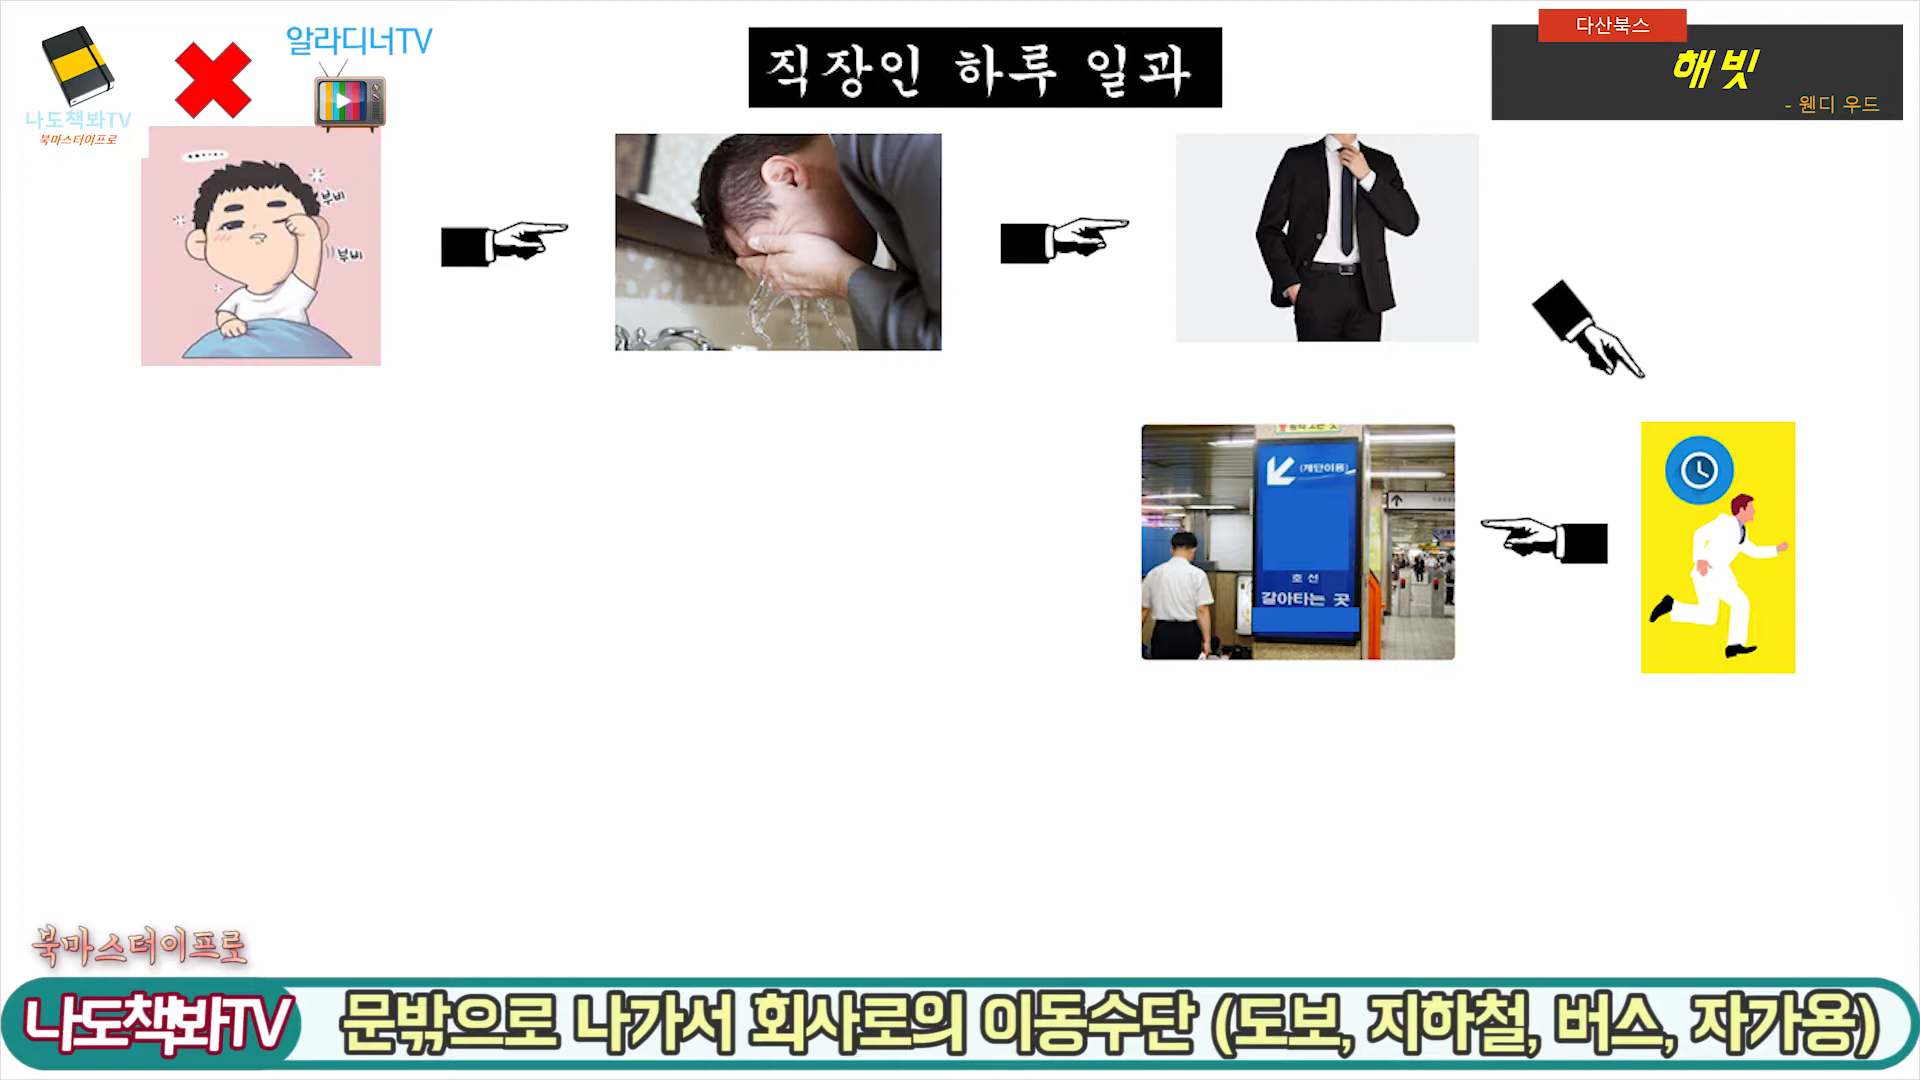 알라디너TV
나도책봐TV
북마스터이프로
직장인 하루 일과
다산북스
해빗
- 웬디 우드
부비
부비
(계단이용)
호선
갈아타는 곳
북마스터이프로
나도책봐TV
문밖으로 나가서 회사로의 이동수단 (도보, 지하철, 버스, 자가용)